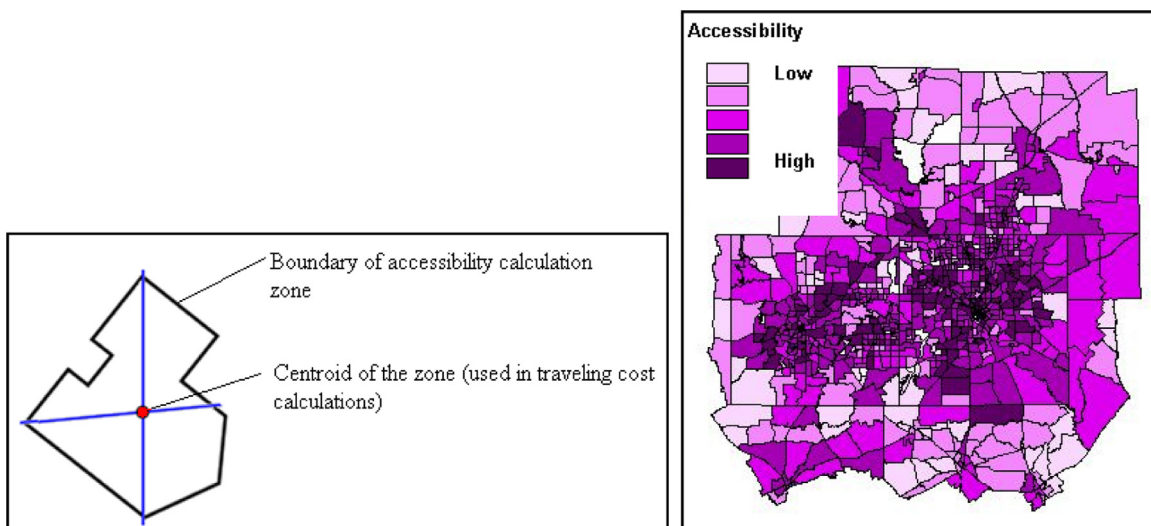 Boundary of accessibility calculation
zone
Centroid of the zone (used in traveling cost
calculations)
Accessibility
Low
High